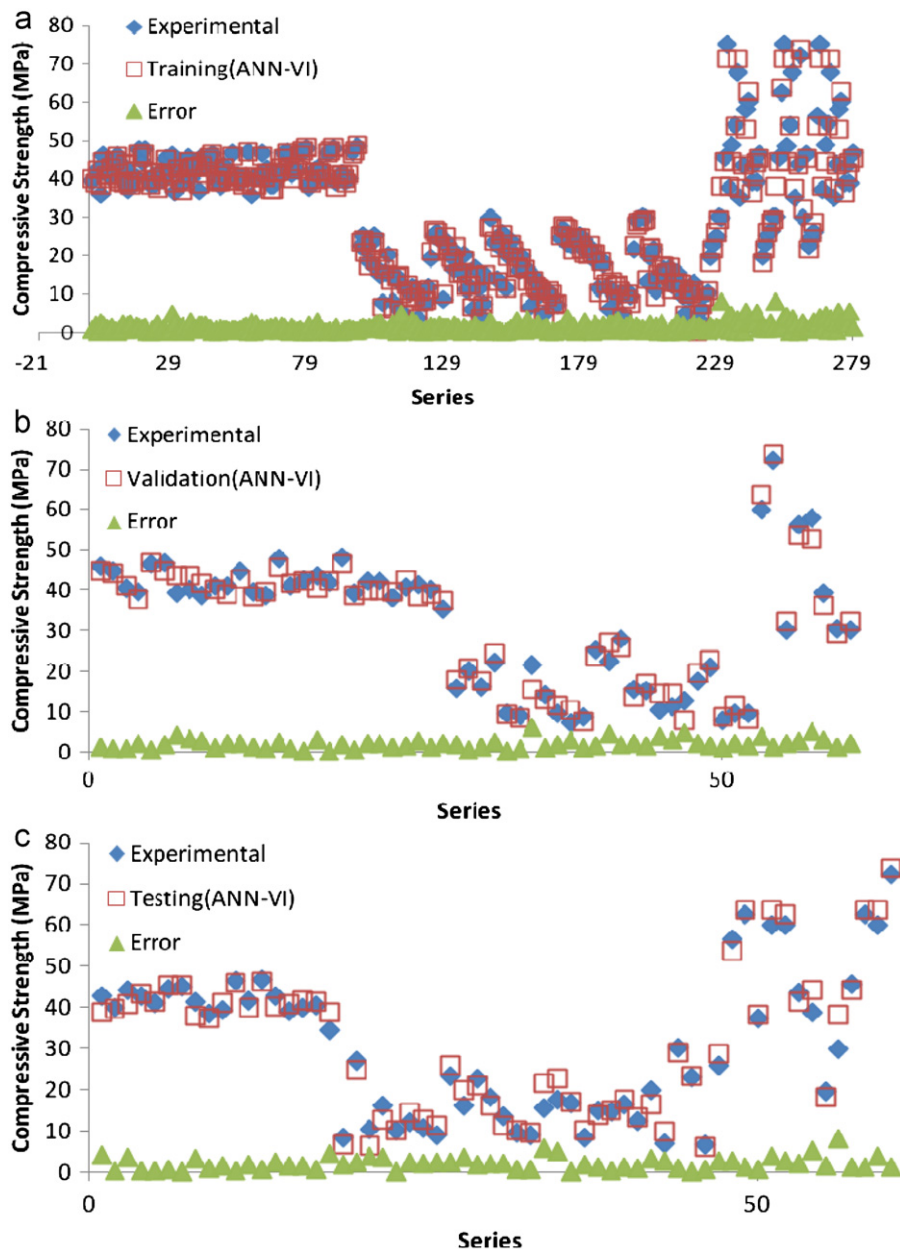 a
80
70
60
50
40
30
20
10
0
Compressive Strength (MPa)
Experimental
Training(ANN-VI)
Error
-21 29 79 129 179 229 279
Series
b
80
70
60
50
40
30
20
10
0
Compressive Strength (MPa)
Experimental
Validation(ANN-VI)
Error
0 50
Series
c
80
70
60
50
40
30
20
10
0
Compressive Strength (MPa)
Experimental
Testing(ANN-VI)
Error
0 50
Series